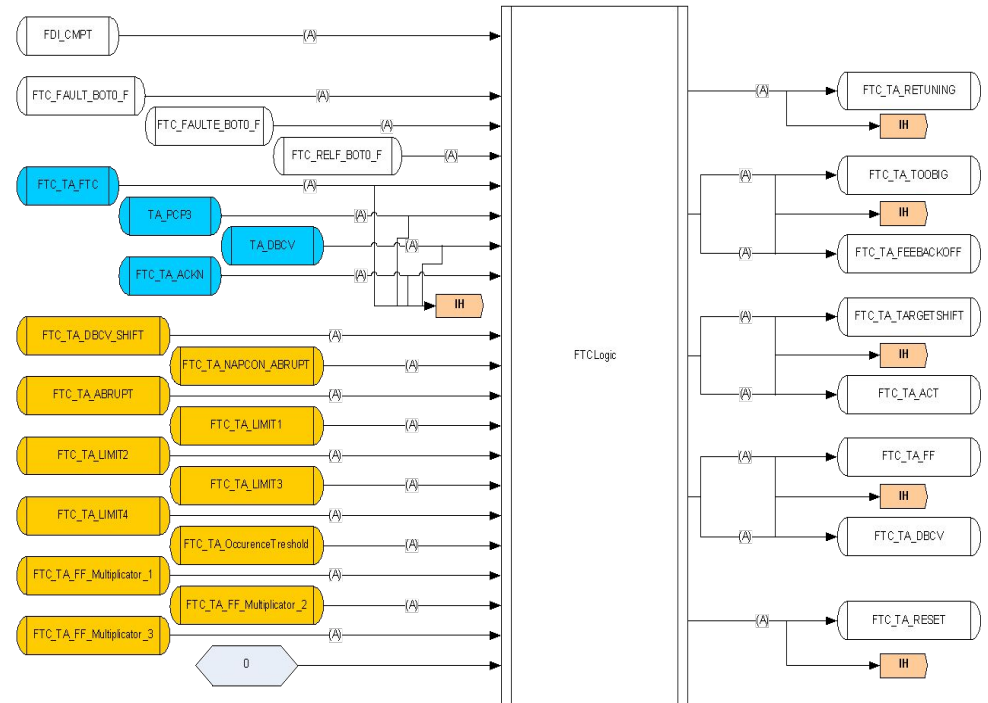 FDI_CMPT
(A)
FTC_FAULT_BOT0_F
(A)
FTC_FAULTE_BOT0_F
(A)
FTC_RELF_BOT0_F
(A)
FTC_TA_FTC
(A)
TA_PCP3
(A)
TA_DBCV
(A)
FTC_TA_ACKN
(A)
IH
FTC_TA_DBCV_SHIFT
(A)
FTC_TA_NAPCON_ABRUPT
(A)
FTC_TA_ABRUPT
(A)
FTC_TA_LIMIT1
(A)
FTC_TA_LIMIT2
(A)
FTC_TA_LIMIT3
(A)
FTC_TA_LIMIT4
(A)
FTC_TA_OccurenceTreshold
(A)
FTC_TA_FF_Multiplicator_1
(A)
FTC_TA_FF_Multiplicator_2
(A)
FTC_TA_FF_Multiplicator_3
(A)
0
FTCLogic
(A)
FTC_TA_RETUNING
IH
(A)
FTC_TA_TOOBIG
IH
(A)
FTC_TA_FEEBACKOFF
(A)
FTC_TA_TARGETSHIFT
IH
(A)
FTC_TA_ACT
(A)
FTC_TA_FF
IH
(A)
FTC_TA_DBCV
(A)
FTC_TA_RESET
IH